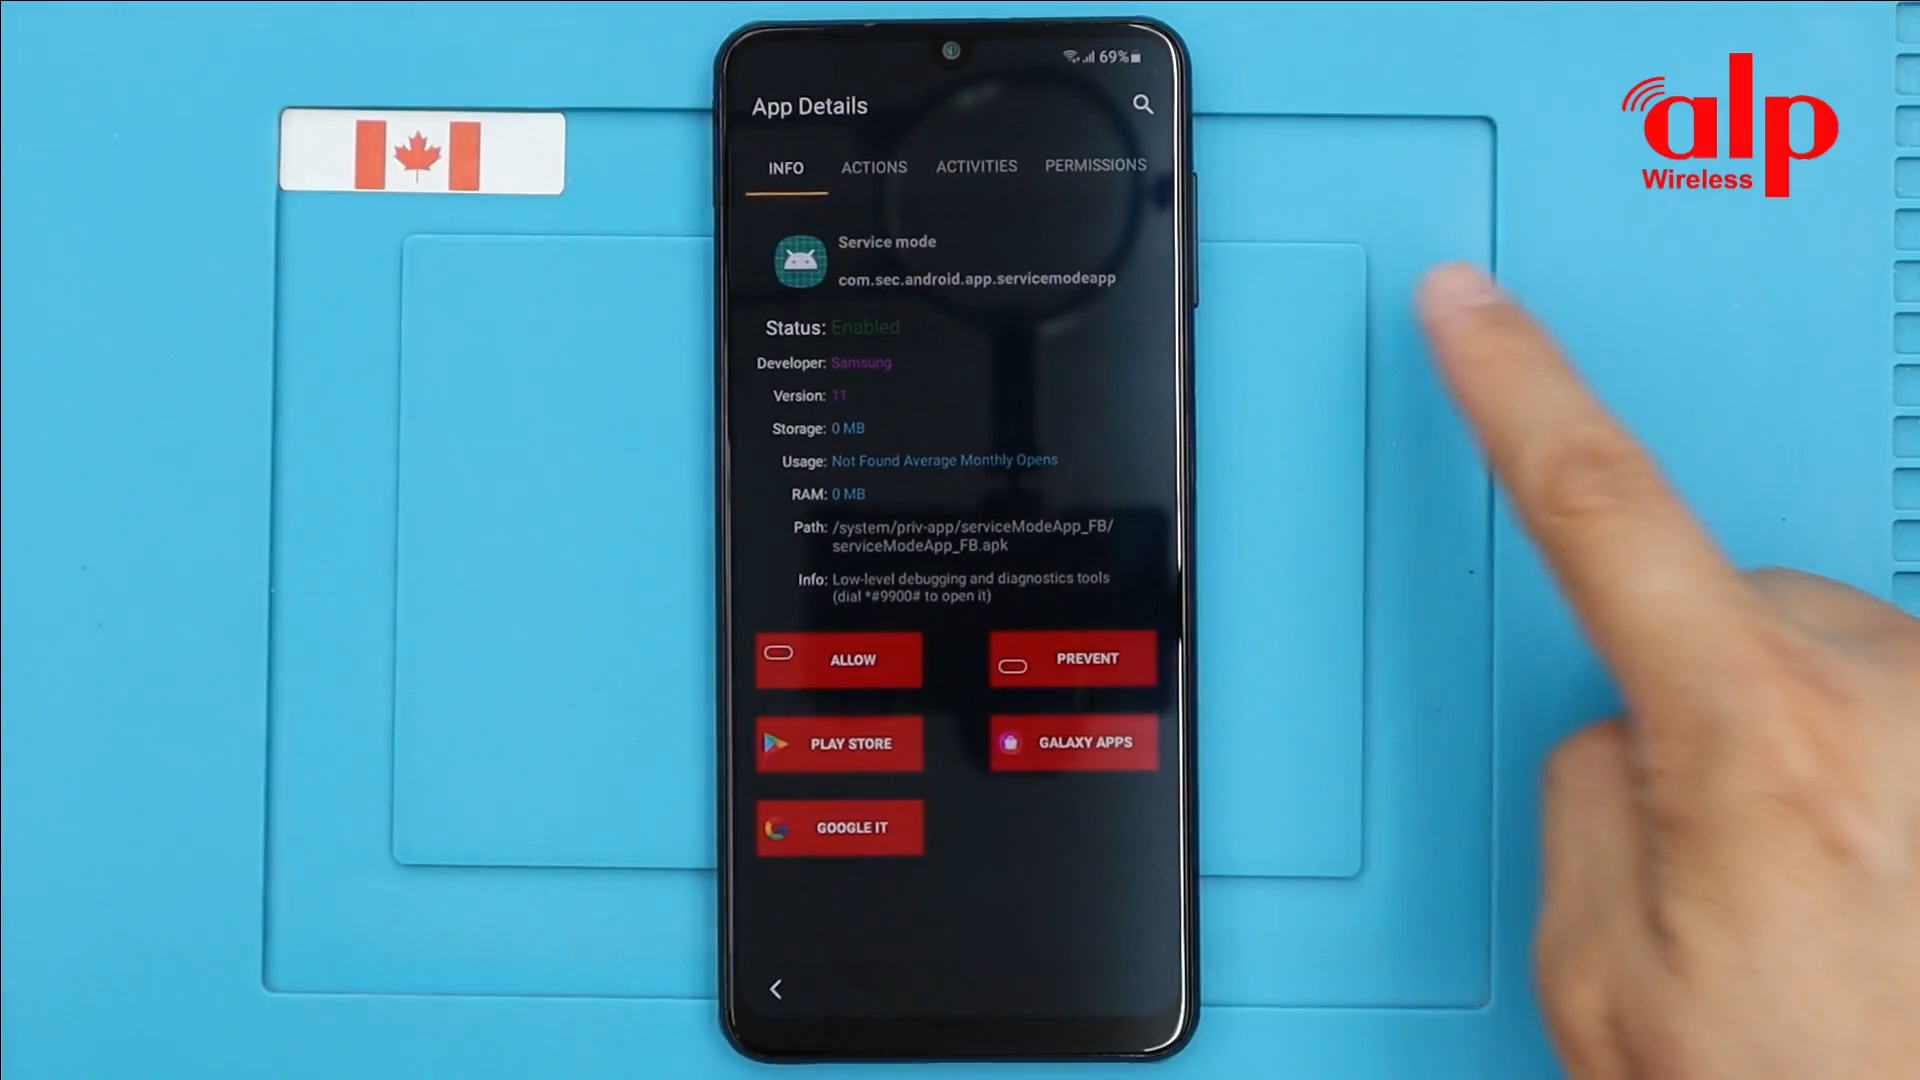 69%
App Details
INFO ACTIONS ACTIVITIES PERMISSIONS
Service mode
com.sec.android.app.servicemodeapp
Status: Enabled
Developer: Samsung
Version: 11
Storage: 0 MB
Usage: Not Found Average Monthly Opens
RAM: 0 MB
Path: /system/priv-app/serviceModeApp_FB/
serviceModeApp_FB.apk
Info: Low-level debugging and diagnostics tools
(dial *#9900# to open it)
ALLOW PREVENT
PLAY STORE GALAXY APPS
GOOGLE IT
alp
Wireless